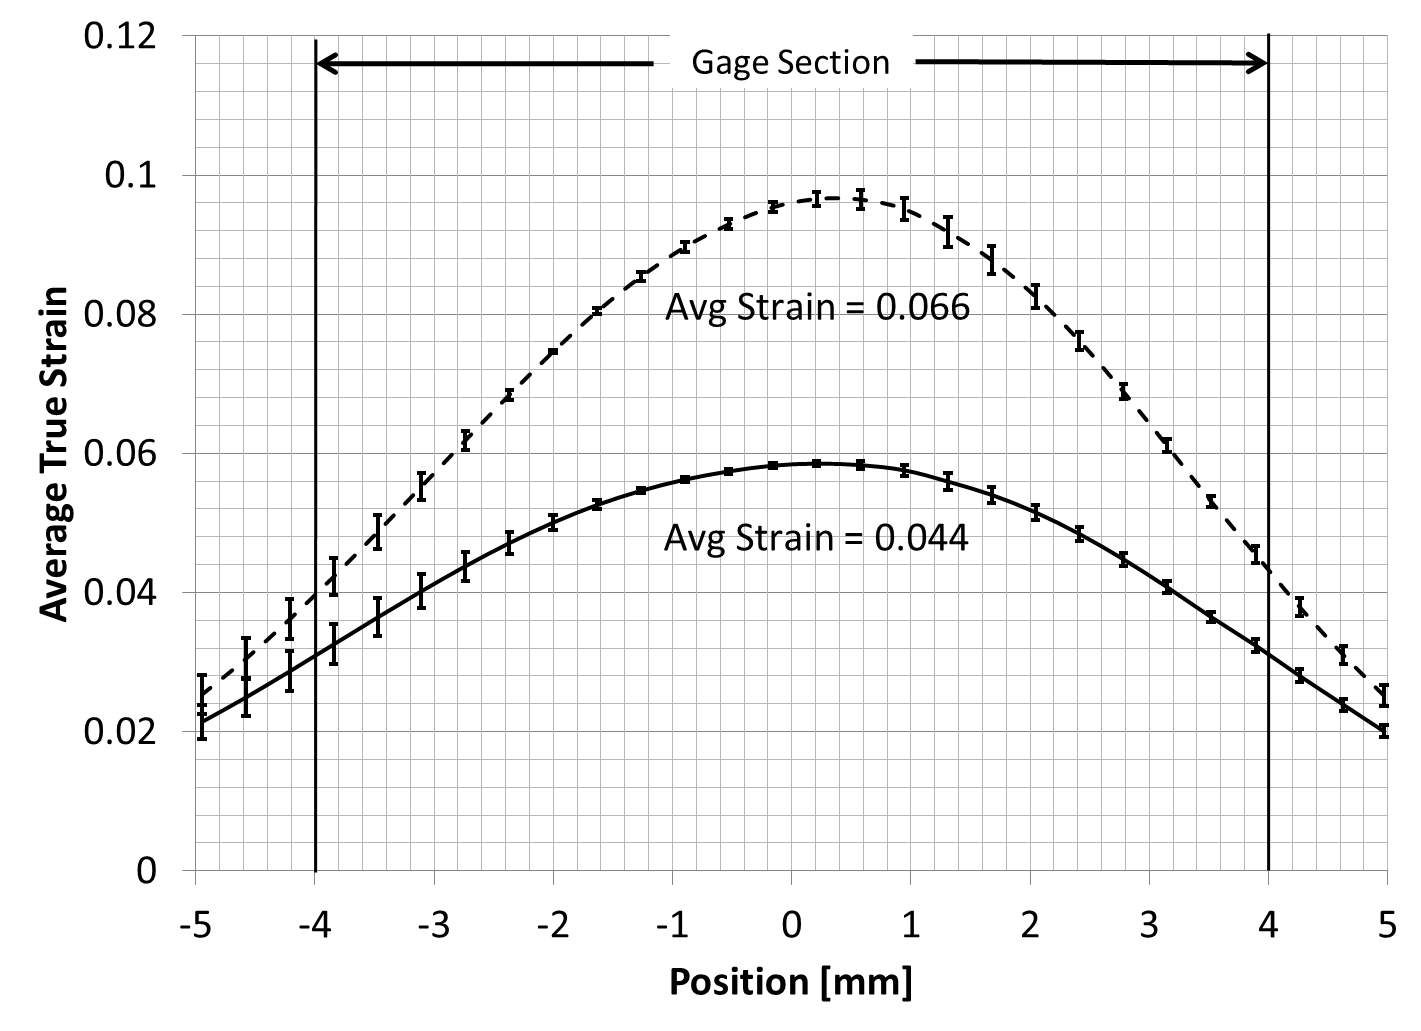 0.12
Gage Section
0.1
Avg Strain = 0.066
0.08
0.06
Avg Strain = 0.044
0.04
0.02
0
Average True Strain
-5 -4 -3 -2 -1 0 1 2 3 4 5
Position [mm]